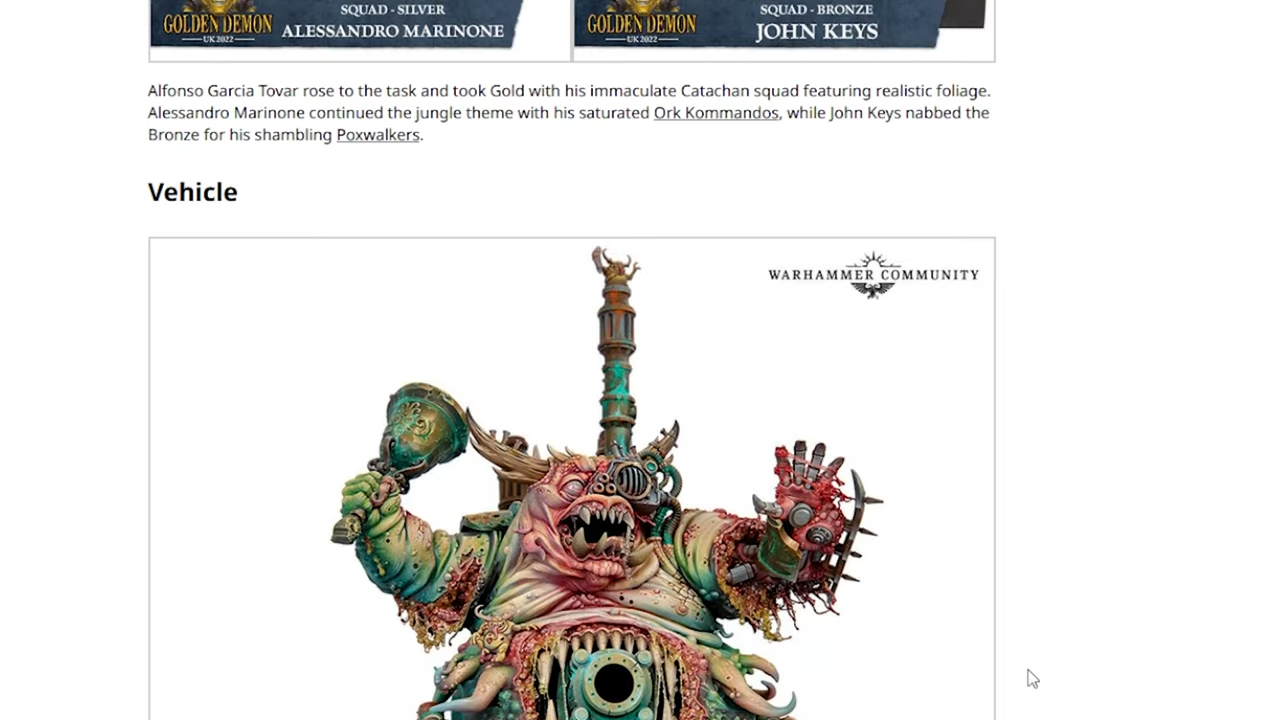 GOLDEN DEMON
UK 2022
SQUAD - SILVER
ALESSANDRO MARINONE
GOLDEN DEMON
UK 2022
SQUAD - BRONZE
JOHN KEYS
Alfonso Garcia Tovar rose to the task and took Gold with his immaculate Catachan squad featuring realistic foliage.
Alessandro Marinone continued the jungle theme with his saturated Ork Kommandos, while John Keys nabbed the
Bronze for his shambling Poxwalkers.
Vehicle
WARHAMMER COMMUNITY